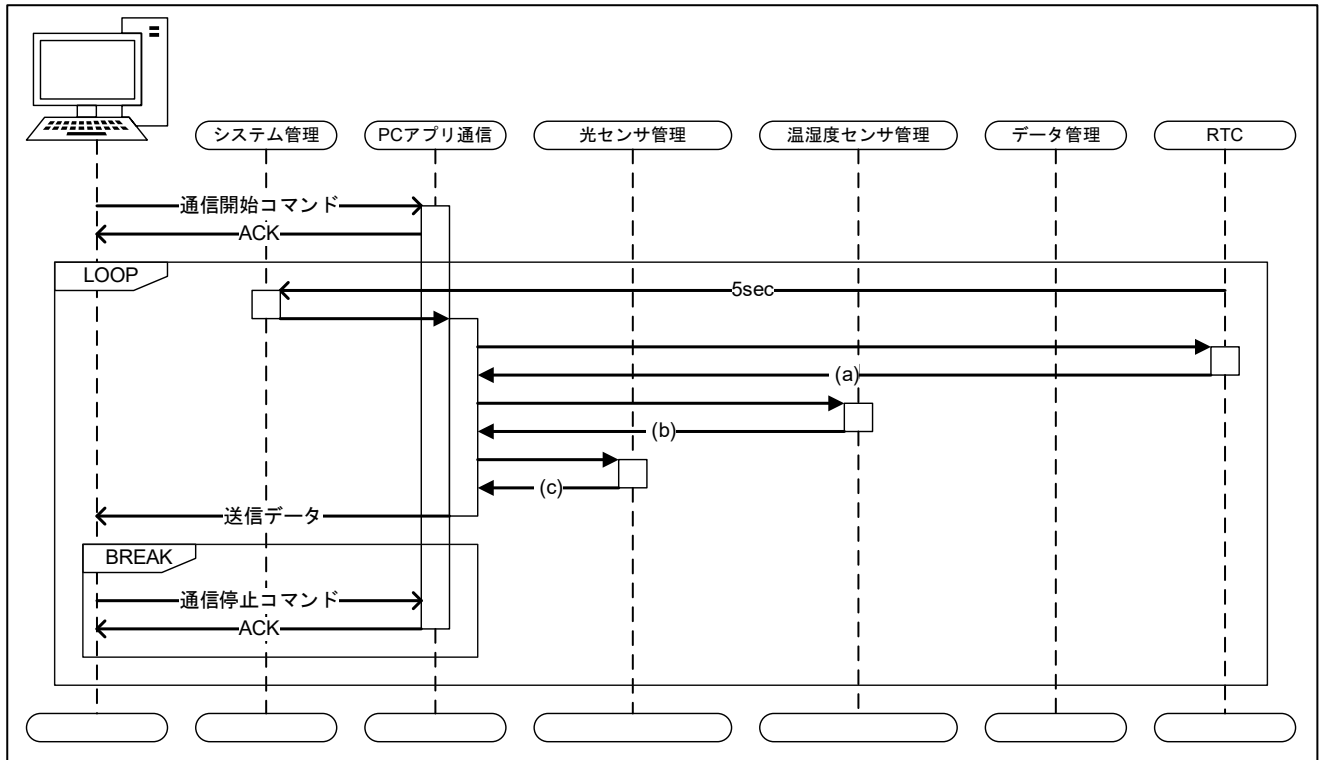 システム管理
PCアプリ通信
光センサ管理
温湿度センサ管理
データ管理
RTC
通信開始コマンド
ACK
LOOP
5sec
(a)
(b)
(c)
送信データ
BREAK
通信停止コマンド
ACK